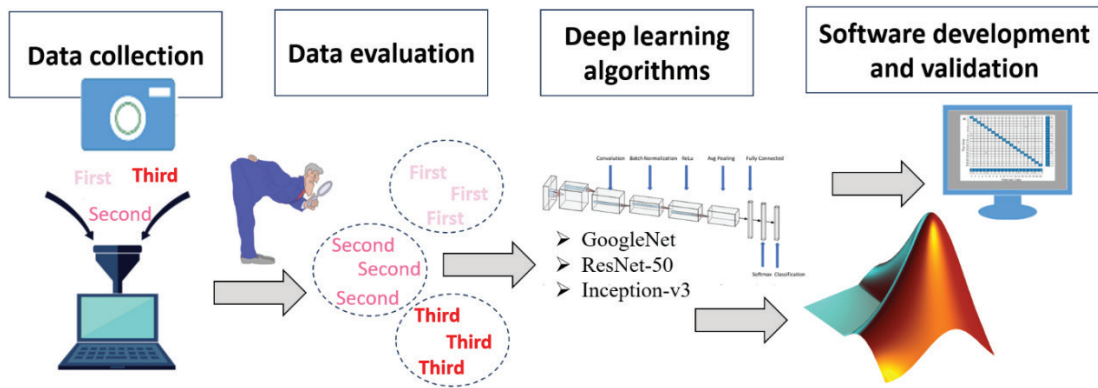 Data collection
Data evaluation
Deep learning
algorithms
Software development
and validation
First
Third
Second
First
First
First
Second
Second
Second
Third
Third
Third
Convolution
Batch-Normalization
ReLu
Avg Pooling
Fully Connected
➢ GoogleNet
➢ ResNet-50
➢ Inception-v3
Softmax
Classification